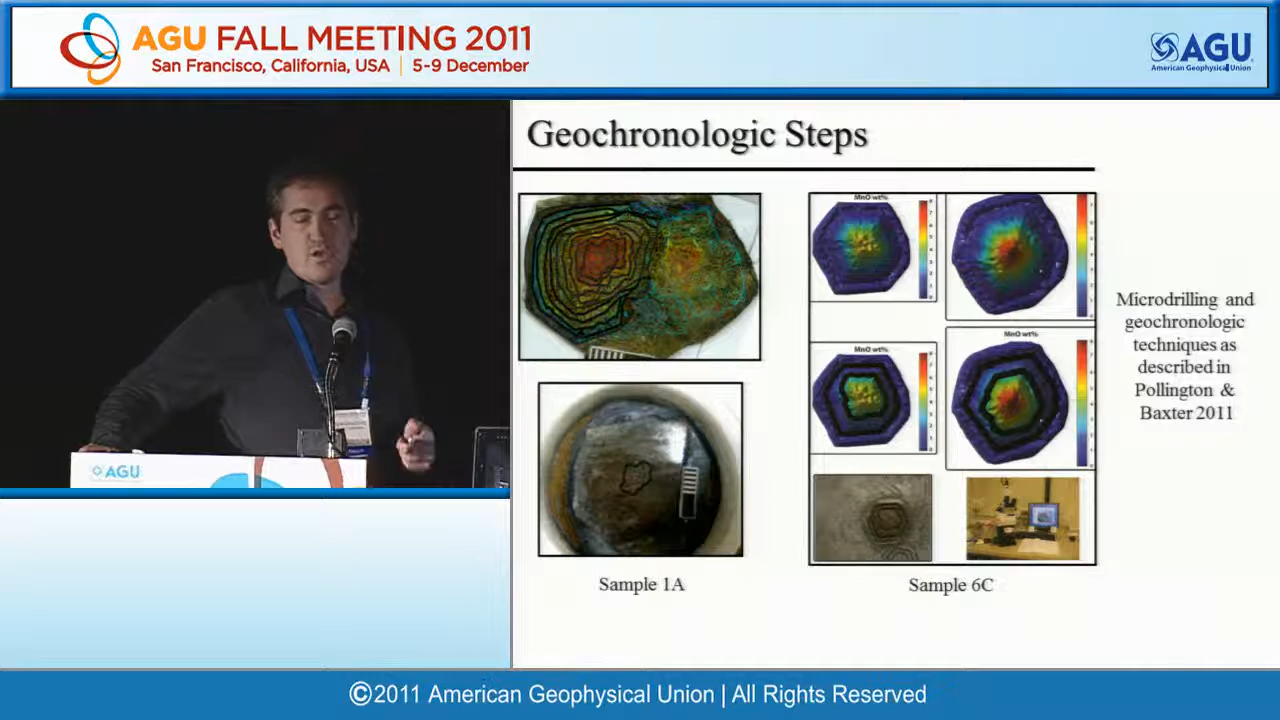 AGU FALL MEETING 2011
San Francisco, California, USA | 5-9 December
AGU
American Geophysical Union
Geochronologic Steps
MnO wt%
MnO wt%
MnO wt%
Microdrilling and
geochronologic
techniques as
described in
Pollington &
Baxter 2011
Sample 1A
Sample 6C
AGU
©2011 American Geophysical Union | All Rights Reserved